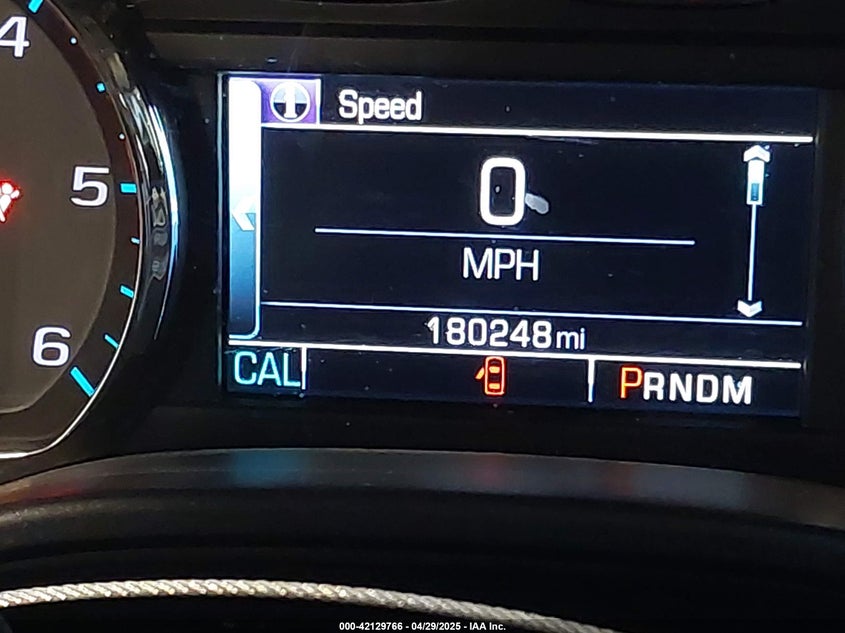 4
5
6
Speed
0
MPH
180248 mi
CAL
PRNDM
000-42129766 - 04/29/2025 - IAA Inc.